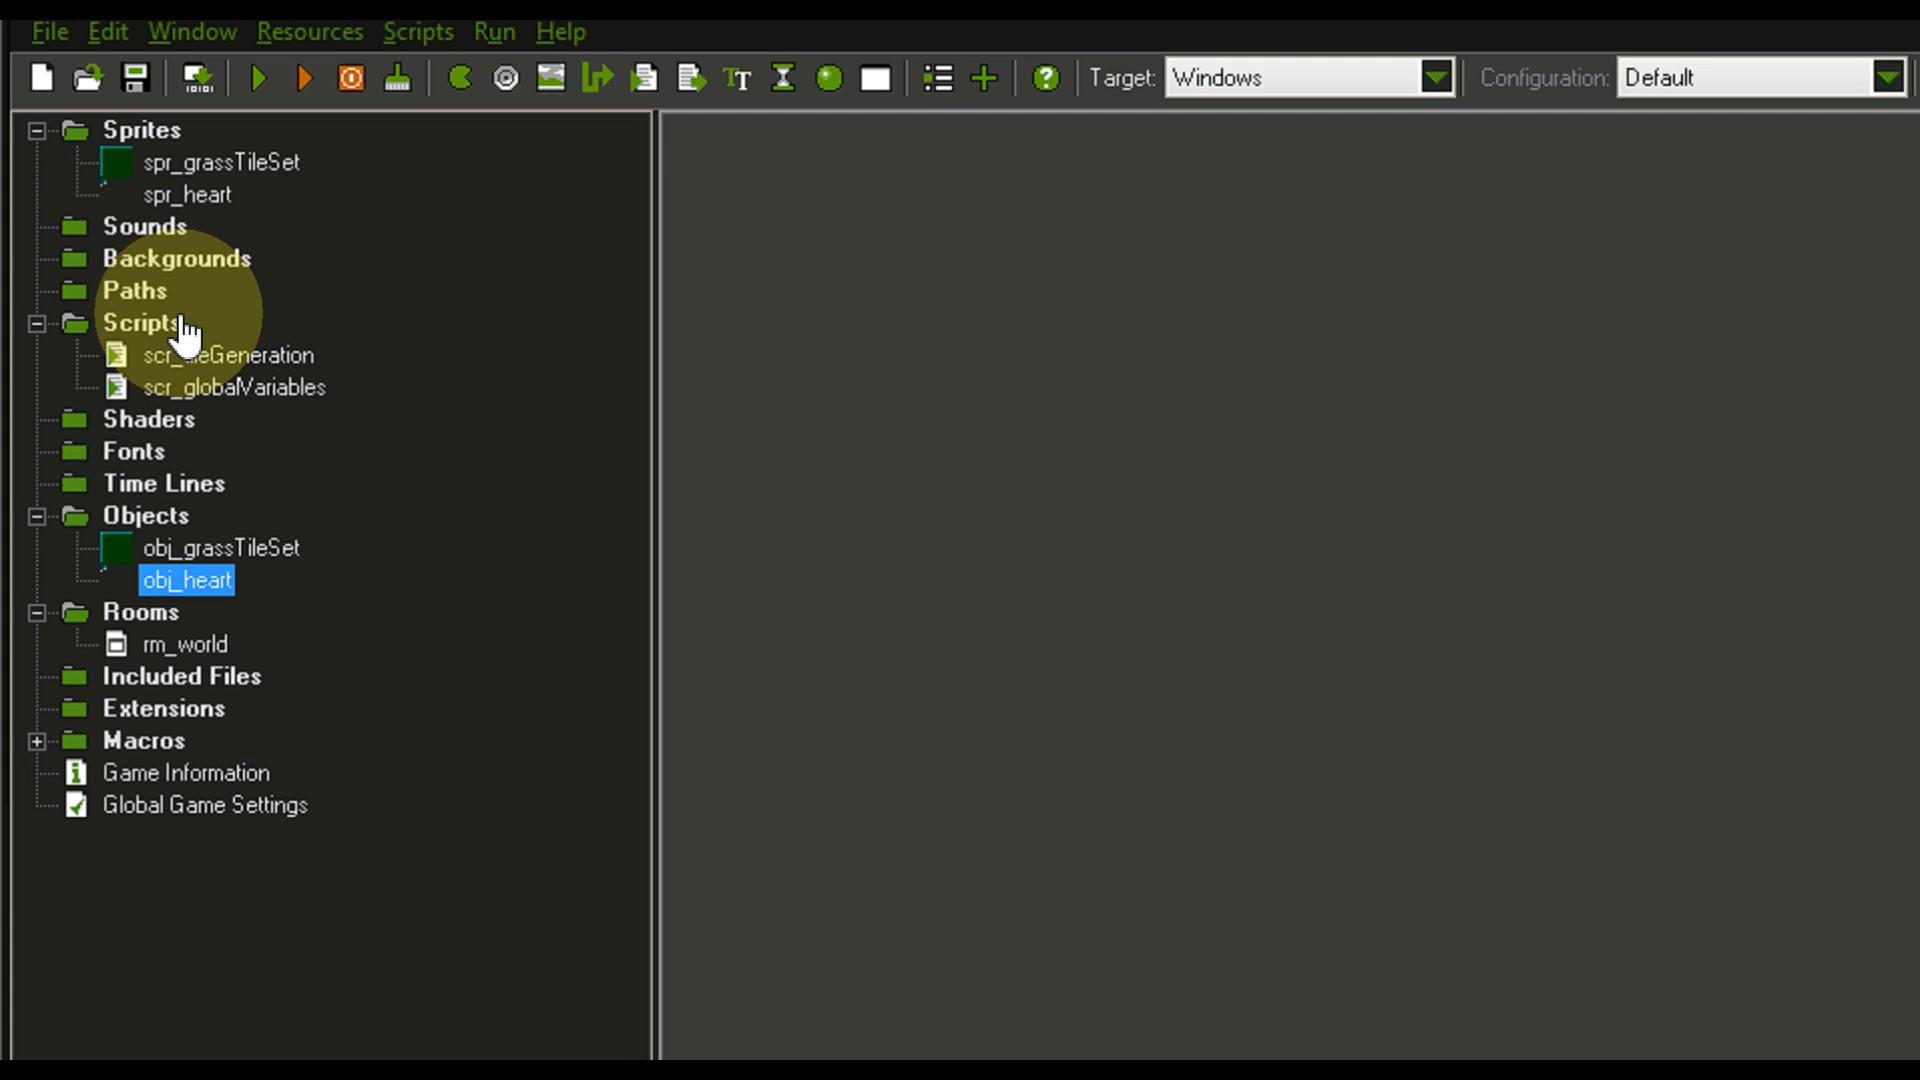 File Edit Window Resources Scripts Run Help
Target: Windows Configuration: Default
Sprites
spr_grassTileSet
spr_heart
Sounds
Backgrounds
Paths
Scripts
scr_tileGeneration
scr_globalVariables
Shaders
Fonts
Time Lines
Objects
obj_grassTileSet
obj_heart
Rooms
rm_world
Included Files
Extensions
Macros
Game Information
Global Game Settings